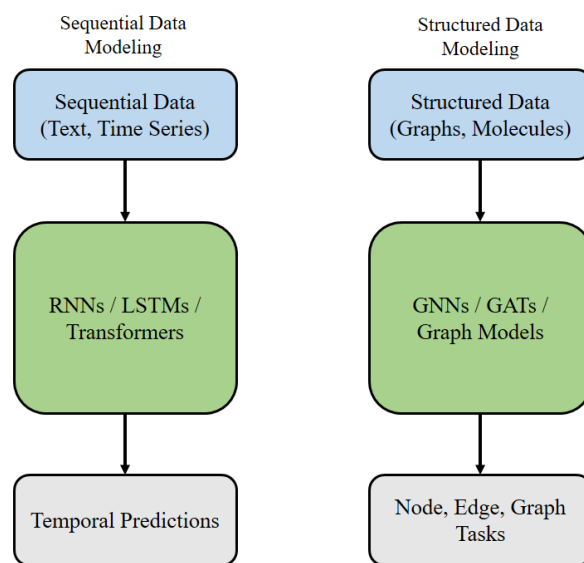 Sequential Data
Modeling
Sequential Data
(Text, Time Series)
RNNs / LSTMs /
Transformers
Temporal Predictions
Structured Data
Modeling
Structured Data
(Graphs, Molecules)
GNNs / GATs /
Graph Models
Node, Edge, Graph
Tasks